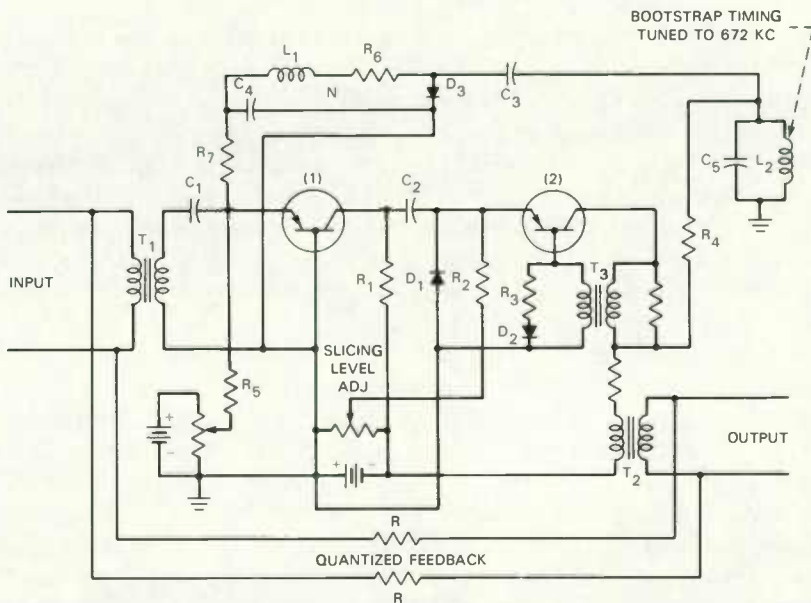 BOOTSTRAP TIMING
TUNED TO 672 KC
L1
R6
C4
N
D3
C3
R7
C5
L2
C1
(1)
C2
(2)
R4
T1
INPUT
R1
D1
R2
R3
T3
D2
SLICING
LEVEL
ADJ
R5
+
+ -
OUTPUT
T2
R
QUANTIZED FEEDBACK
R